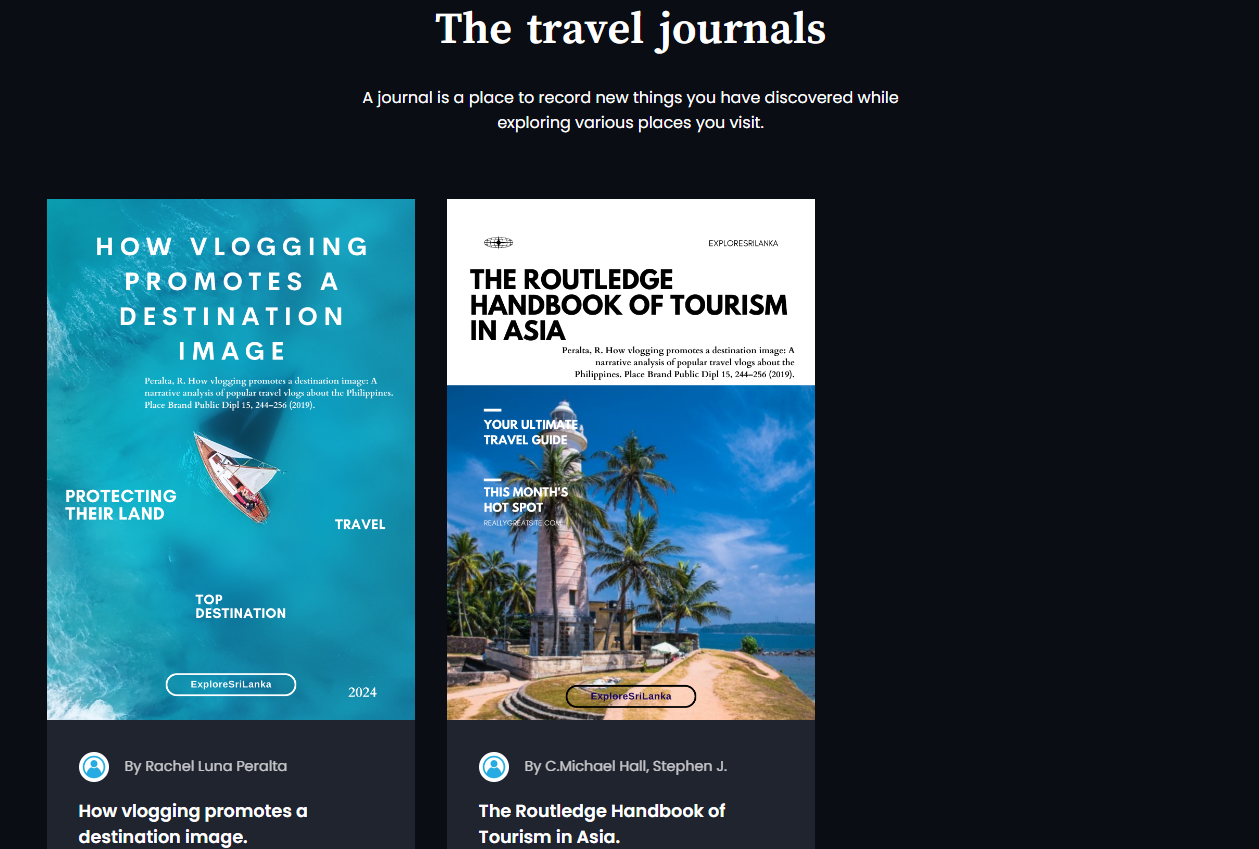 The travel journals
A journal is a place to record new things you have discovered while
exploring various places you visit.
HOW VLOGGING
PROMOTES A
DESTINATION
IMAGE
Peralta, R. How vlogging promotes a destination image: A
narrative analysis of popular travel vlogs about the Philippines.
Place Brand Public Dipl 15, 244–256 (2019).
PROTECTING
THEIR LAND
TRAVEL
TOP
DESTINATION
ExploreSriLanka
2024
By Rachel Luna Peralta
How vlogging promotes a
destination image.
EXPLORESRILANKA
THE ROUTLEDGE
HANDBOOK OF TOURISM
IN ASIA
Peralta, R. How vlogging promotes a destination image: A
narrative analysis of popular travel vlogs about the
Philippines. Place Brand Public Dipl 15, 244–256 (2019).
YOUR ULTIMATE
TRAVEL GUIDE
THIS MONTH'S
HOT SPOT
REALLYGREATSITE.COM
ExploreSriLanka
By C.Michael Hall, Stephen J.
The Routledge Handbook of
Tourism in Asia.